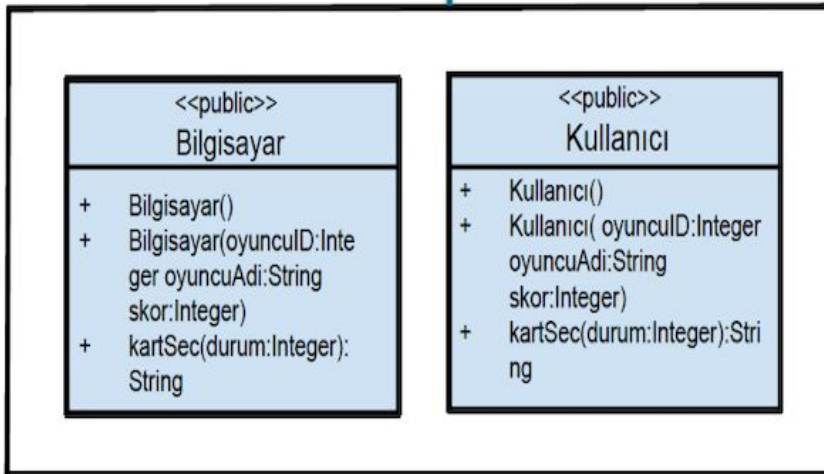 <<public>>
Bilgisayar
+ Bilgisayar()
+ Bilgisayar(oyuncuID:Inte
ger oyuncuAdi:String
skor:Integer)
+ kartSec(durum:Integer):
String
<<public>>
Kullanıcı
+ Kullanıcı()
+ Kullanıcı( oyuncuID:Integer
oyuncuAdi:String
skor:Integer)
+ kartSec(durum:Integer):Stri
ng